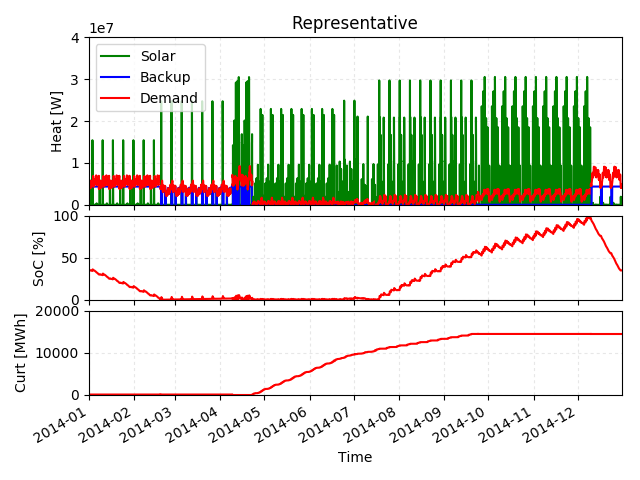 Representative
1e7
4
3
2
1
0
Heat [W]
Solar
Backup
Demand
100
50
0
SoC [%]
20000
10000
0
Curt [MWh]
2014-01
2014-02
2014-03
2014-04
2014-05
2014-06
2014-07
2014-08
2014-09
2014-10
2014-11
2014-12
Time